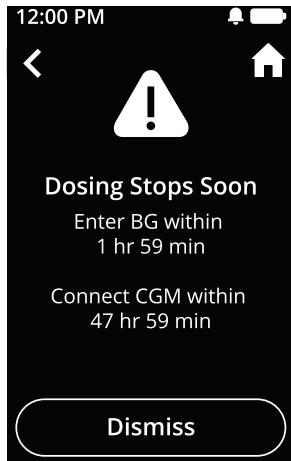 12:00 PM
Dosing Stops Soon
Enter BG within
1 hr 59 min
Connect CGM within
47 hr 59 min
Dismiss